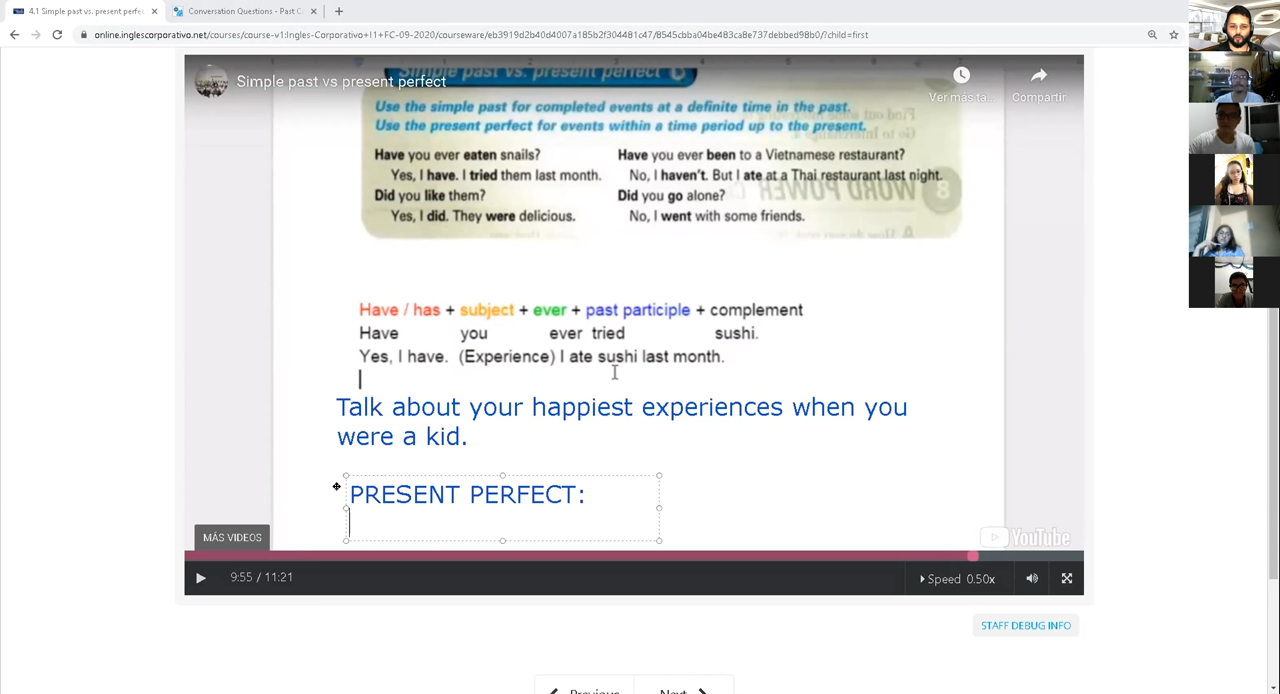 4.1 Simple past vs. present perfec
Conversation Questions - Past C
online.inglescorporativo.net/courses/course-v1:Ingles-Corporativo+I1+FC-09-2020/courseware/eb3919d2b40d4007a185b2f304481c47/8545cbba04be483ca8e737debbed98b0/?child=first
Simple past vs. present perfect
Simple past vs present perfect
Ver más ta...
Compartir
Use the simple past for completed events at a definite time in the past.
Use the present perfect for events within a time period up to the present.
Have you ever eaten snails?
Yes, I have. I tried them last month.
Did you like them?
Yes, I did. They were delicious.
Have you ever been to a Vietnamese restaurant?
No, I haven't. But I ate at a Thai restaurant last night.
Did you go alone?
No, I went with some friends.
WORD POWER
8
Have / has + subject + ever + past participle + complement
Have you ever tried sushi.
Yes, I have. (Experience) I ate sushi last month.
Talk about your happiest experiences when you
were a kid.
PRESENT PERFECT:
MÁS VIDEOS
YouTube
9:55 / 11:21
Speed 0.50x
STAFF DEBUG INFO
Previous
Next